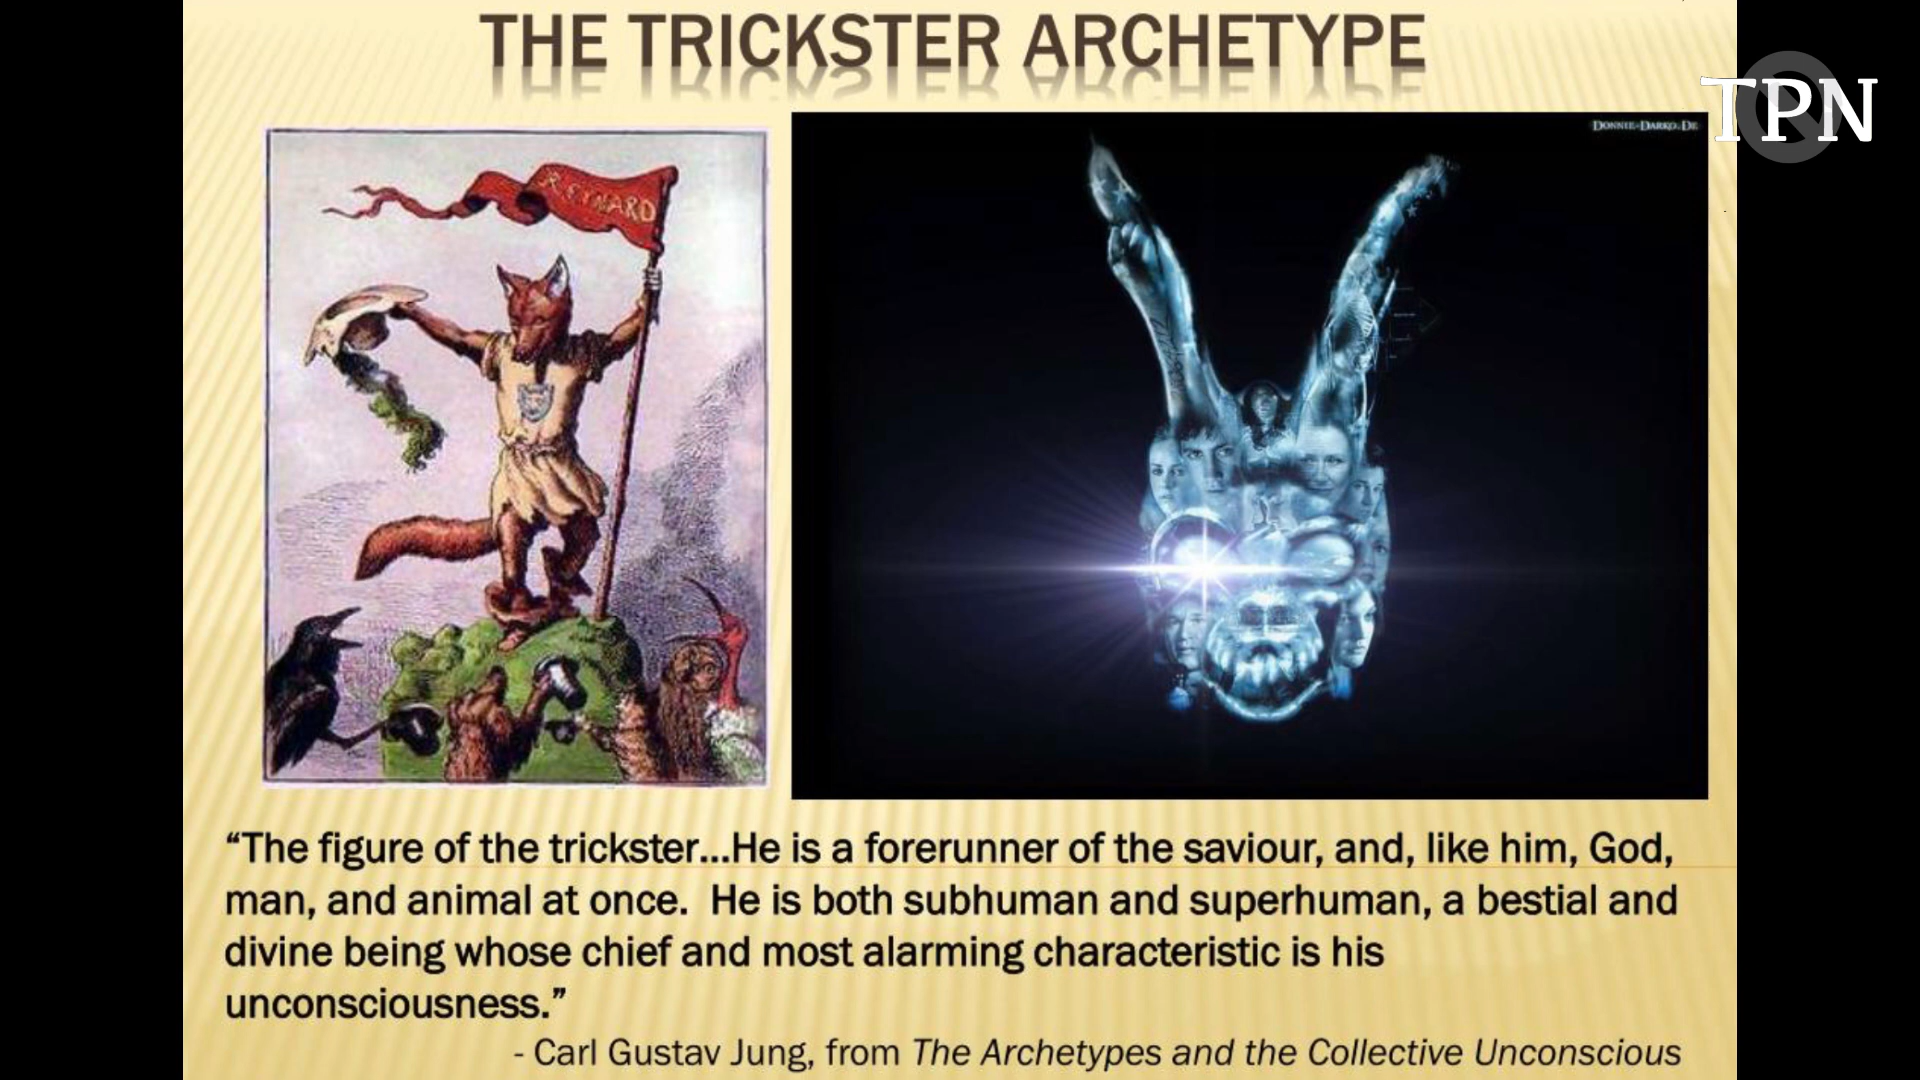 THE TRICKSTER ARCHETYPE
TPN
DONNIE-DARKO.DE
REYNARD
“The figure of the trickster...He is a forerunner of the saviour, and, like him, God,
man, and animal at once.  He is both subhuman and superhuman, a bestial and
divine being whose chief and most alarming characteristic is his
unconsciousness.”
- Carl Gustav Jung, from The Archetypes and the Collective Unconscious